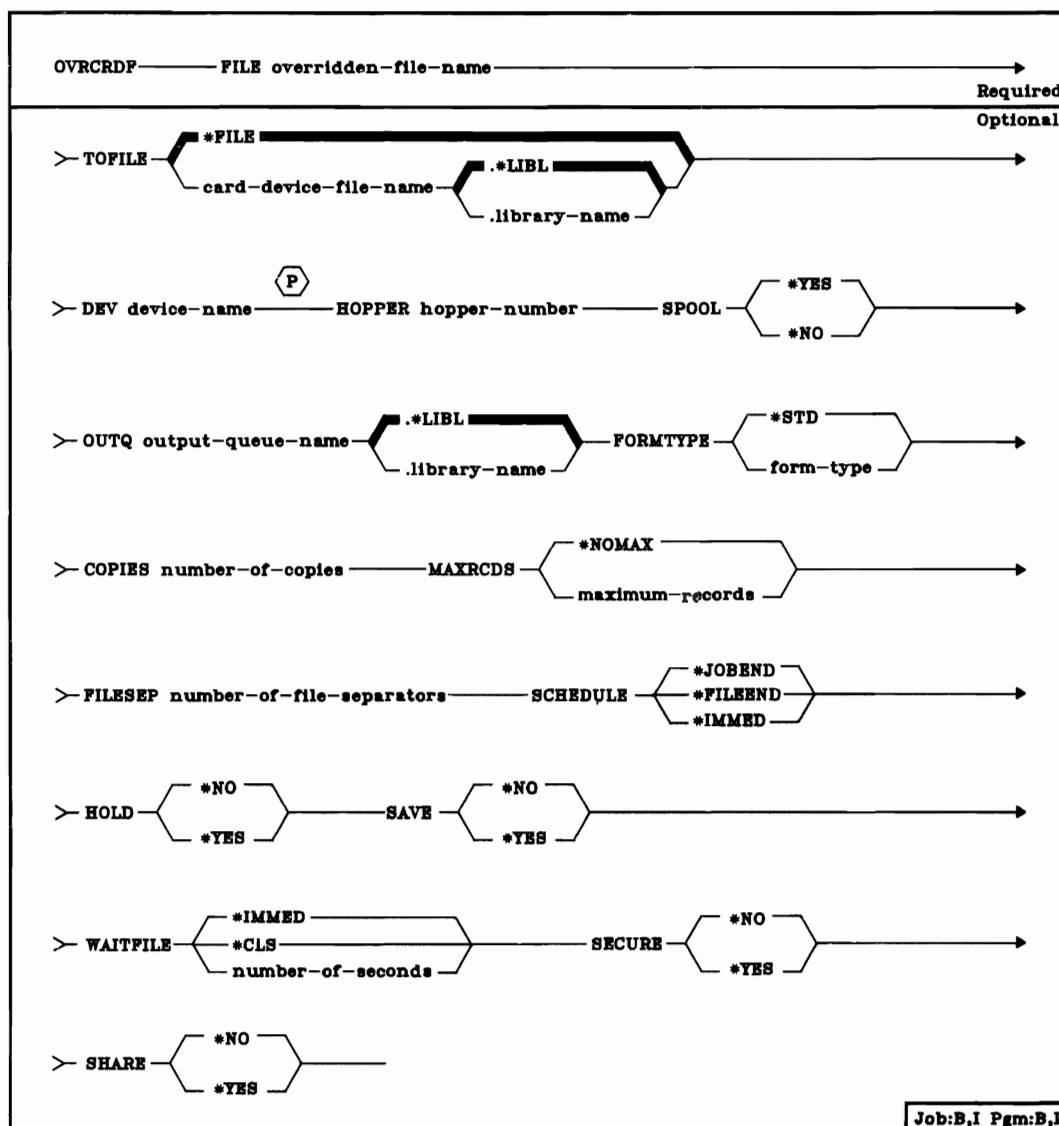 OVRCRDF FILE overridden-file-name
Required
Optional
*FILE
TOFILE
.*LIBL
card-device-file-name
.library-name
P
*YES
DEV device-name HOPPER hopper-number SPOOL
*NO
.*LIBL *STD
OUTQ output-queue-name FORMTYPE
.library-name form-type
*NOMAX
COPIES number-of-copies MAXRCDS
maximum-records
*JOBEND
FILESEP number-of-file-separators SCHEDULE *FILEEND
*IMMED
*NO *NO
HOLD SAVE
*YES *YES
*IMMED *NO
WAITFILE *CLS SECURE
number-of-seconds *YES
*NO
SHARE
*YES
Job:B,I Pgm:B,I